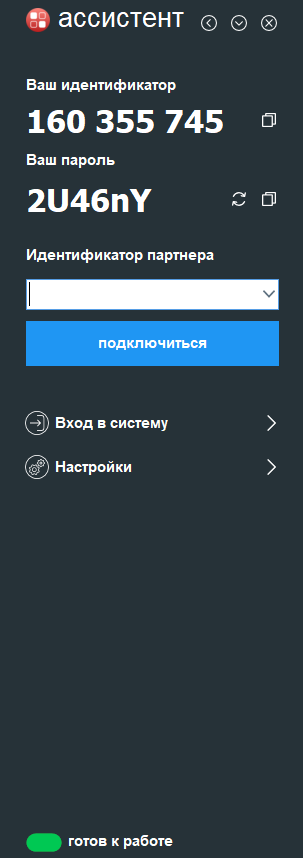 ассистент
Ваш идентификатор
160 355 745
Ваш пароль
2U46nY
Идентификатор партнера
подключиться
Вход в систему
Настройки
готов к работе